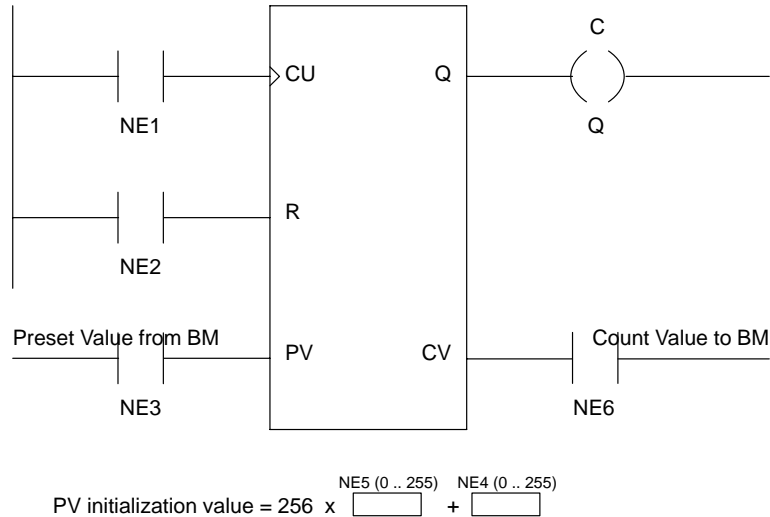 C
CU Q
NE1 Q
R
NE2
Preset Value from BM Count Value to BM
PV CV
NE3 NE6
NE5 (0 .. 255) NE4 (0 .. 255)
PV initialization value = 256 x +